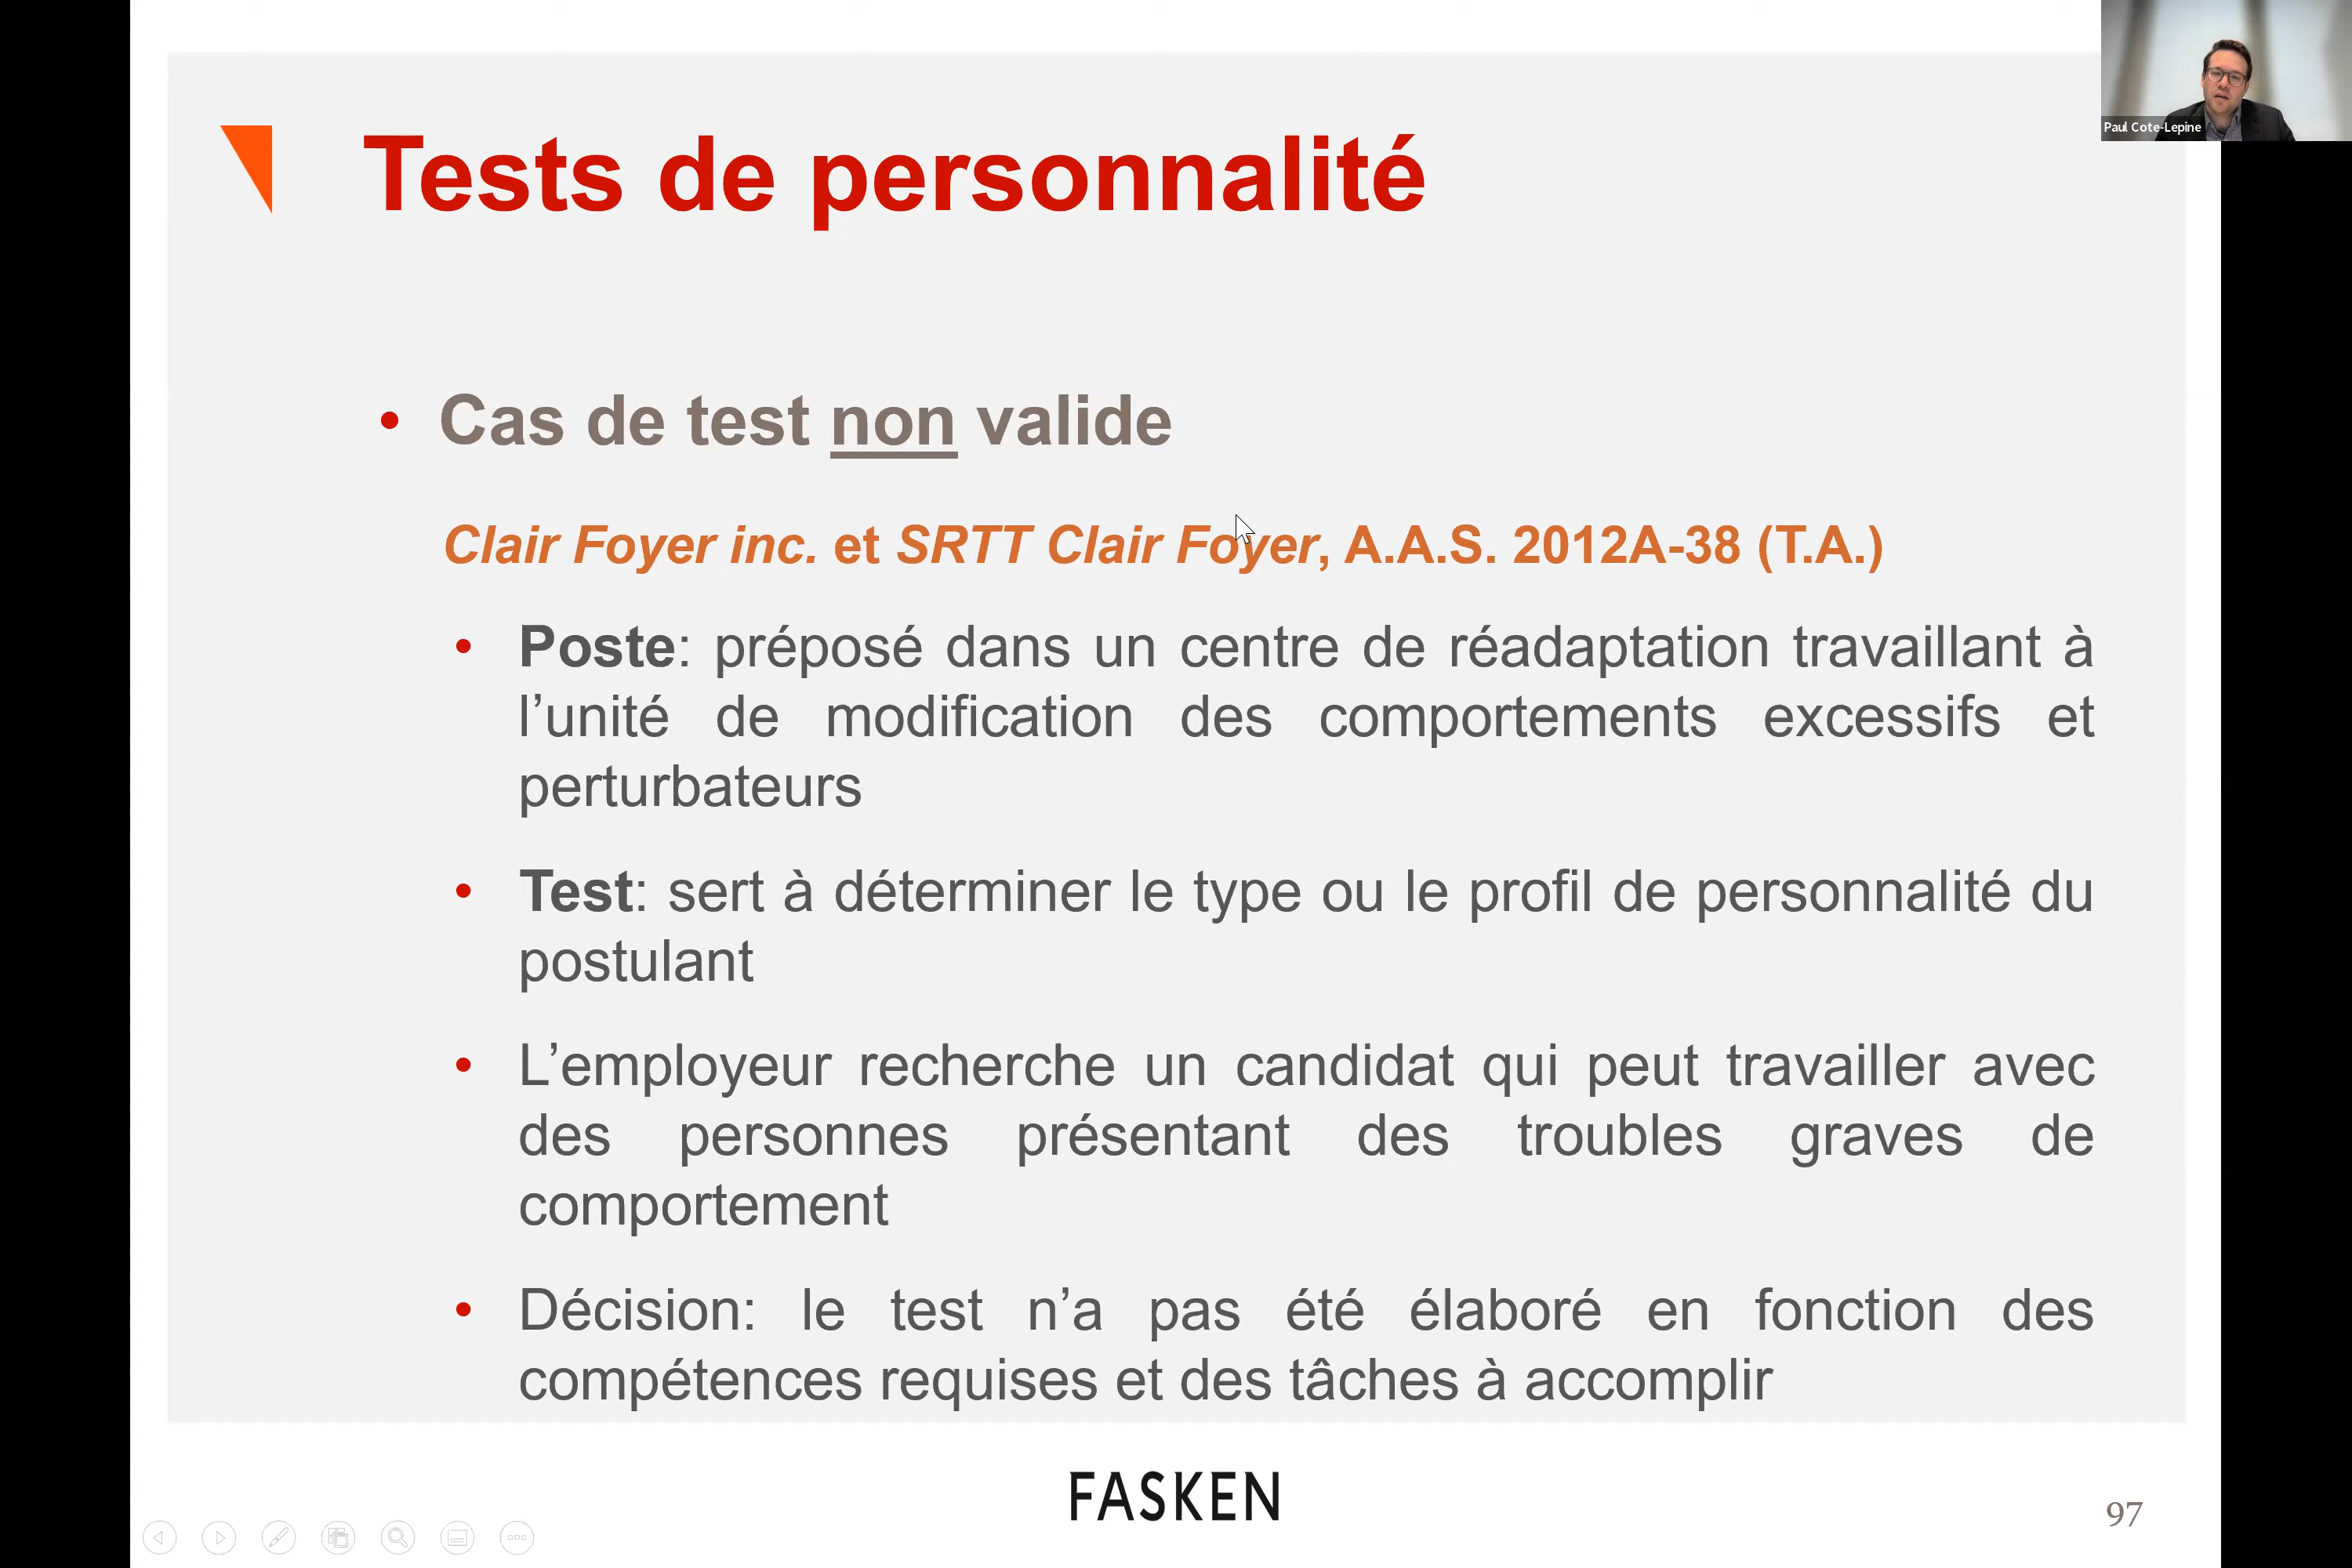 Paul Cote-Lepine
Tests de personnalité
• Cas de test non valide
Clair Foyer inc. et SRTT Clair Foyer, A.A.S. 2012A-38 (T.A.)
• Poste: préposé dans un centre de réadaptation travaillant à
l’unité de modification des comportements excessifs et
perturbateurs
• Test: sert à déterminer le type ou le profil de personnalité du
postulant
• L’employeur recherche un candidat qui peut travailler avec
des personnes présentant des troubles graves de
comportement
• Décision: le test n’a pas été élaboré en fonction des
compétences requises et des tâches à accomplir
FASKEN
97